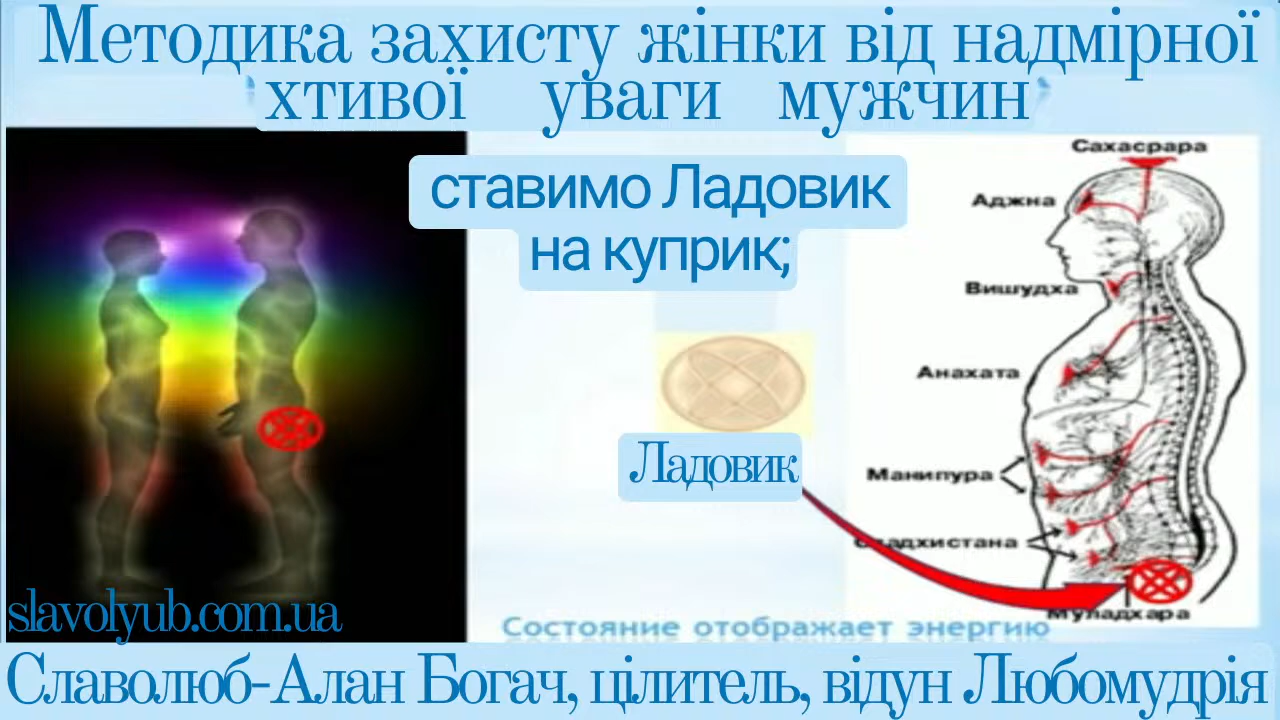 Методика захисту жінки від надмірної
хтивої уваги мужчин
ставимо Ладовик
на куприк;
Сахасрара
Аджна
Вишудха
Анахата
Ладовик
Манипура
Муладхара
Состояние отображает энергию
slavolyub.com.ua
Славолюб-Алан Богач, цілитель, відун Любомудрія